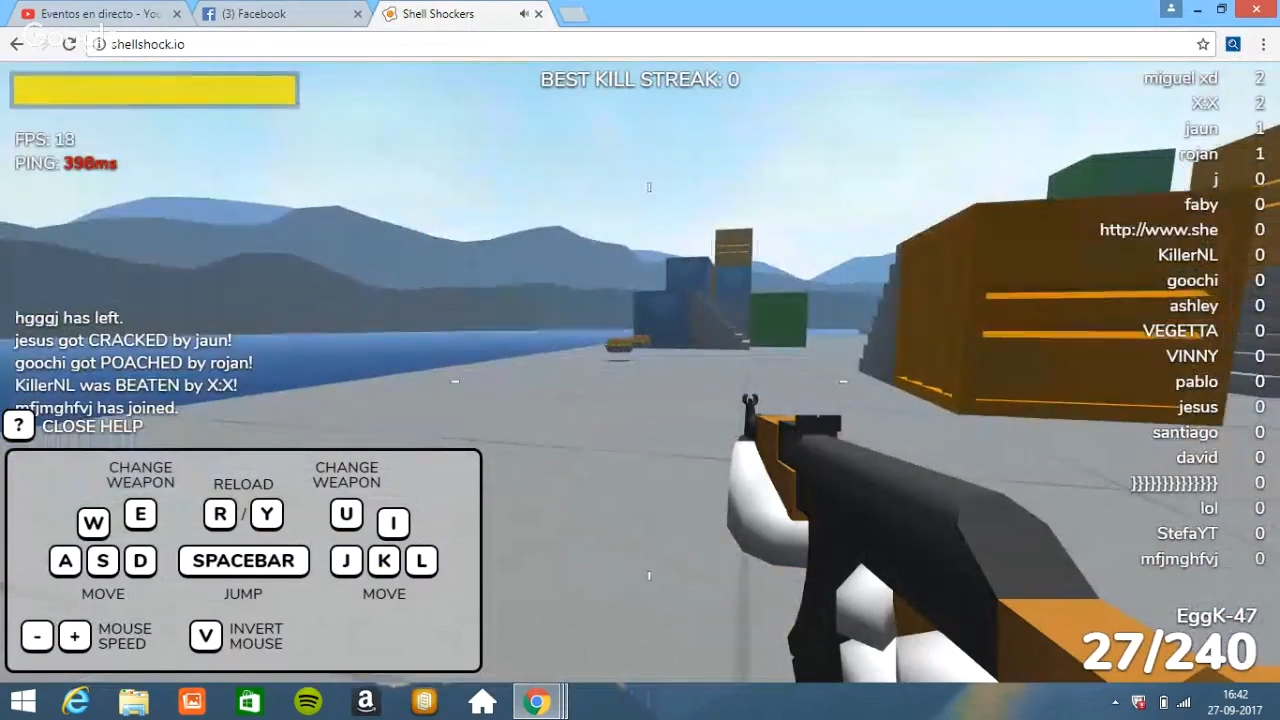 Eventos en directo - You
(3) Facebook
Shell Shockers
Google
shellshock.io
BEST KILL STREAK: 0
FPS: 18
PING: 398ms
miguel xd 2
X:X 2
jaun 1
rojan 1
j 0
faby 0
http://www.she 0
KillerNL 0
goochi 0
ashley 0
VEGETTA 0
VINNY 0
pablo 0
jesus 0
santiago 0
david 0
}}}}}}}}}}}}} 0
lol 0
StefaYT 0
mfjmghfvj 0
hgggj has left.
jesus got CRACKED by jaun!
goochi got POACHED by rojan!
KillerNL was BEATEN by X:X!
mfjmghfvj has joined.
? CLOSE HELP
CHANGE WEAPON
RELOAD
CHANGE WEAPON
W E R / Y U I
A S D SPACEBAR J K L
MOVE JUMP MOVE
- + MOUSE SPEED
V INVERT MOUSE
EggK-47
27/240
16:42
27-09-2017